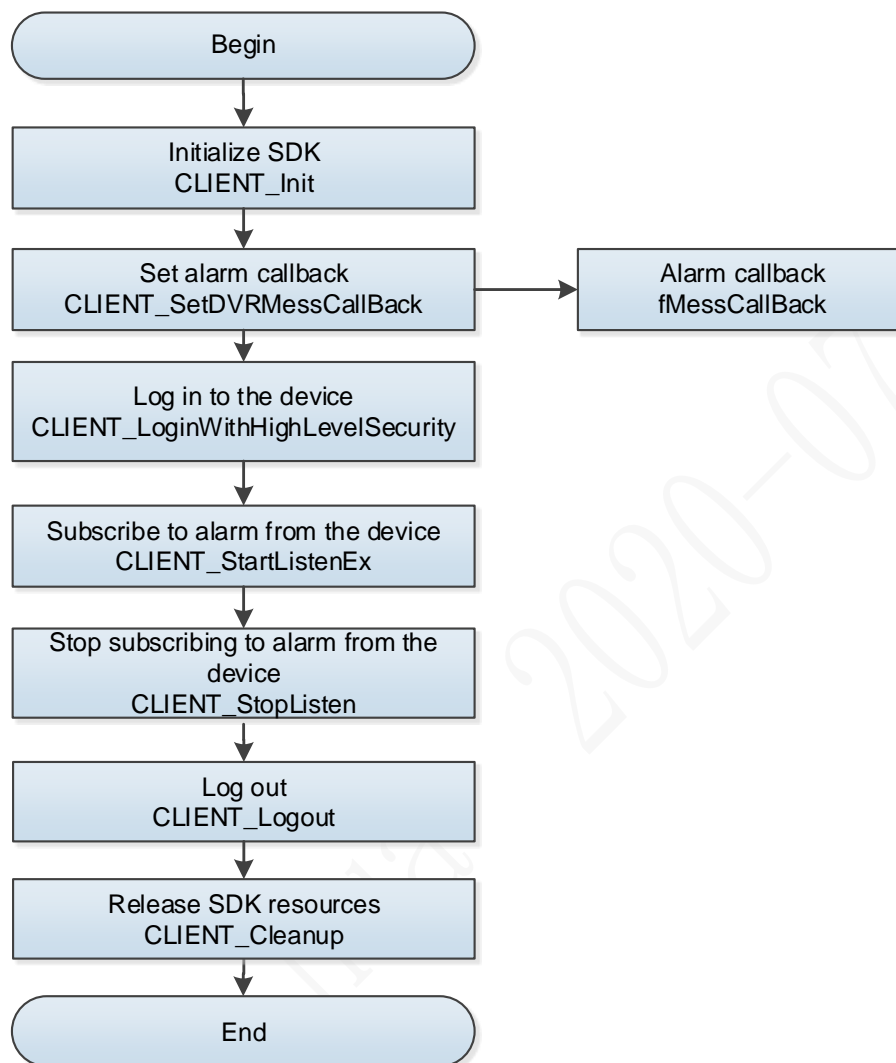 Begin
Initialize SDK
CLIENT_Init
Set alarm callback
CLIENT_SetDVRMessCallBack
Alarm callback
fMessCallBack
Log in to the device
CLIENT_LoginWithHighLevelSecurity
Subscribe to alarm from the device
CLIENT_StartListenEx
Stop subscribing to alarm from the
device
CLIENT_StopListen
Log out
CLIENT_Logout
Release SDK resources
CLIENT_Cleanup
End
2020-07